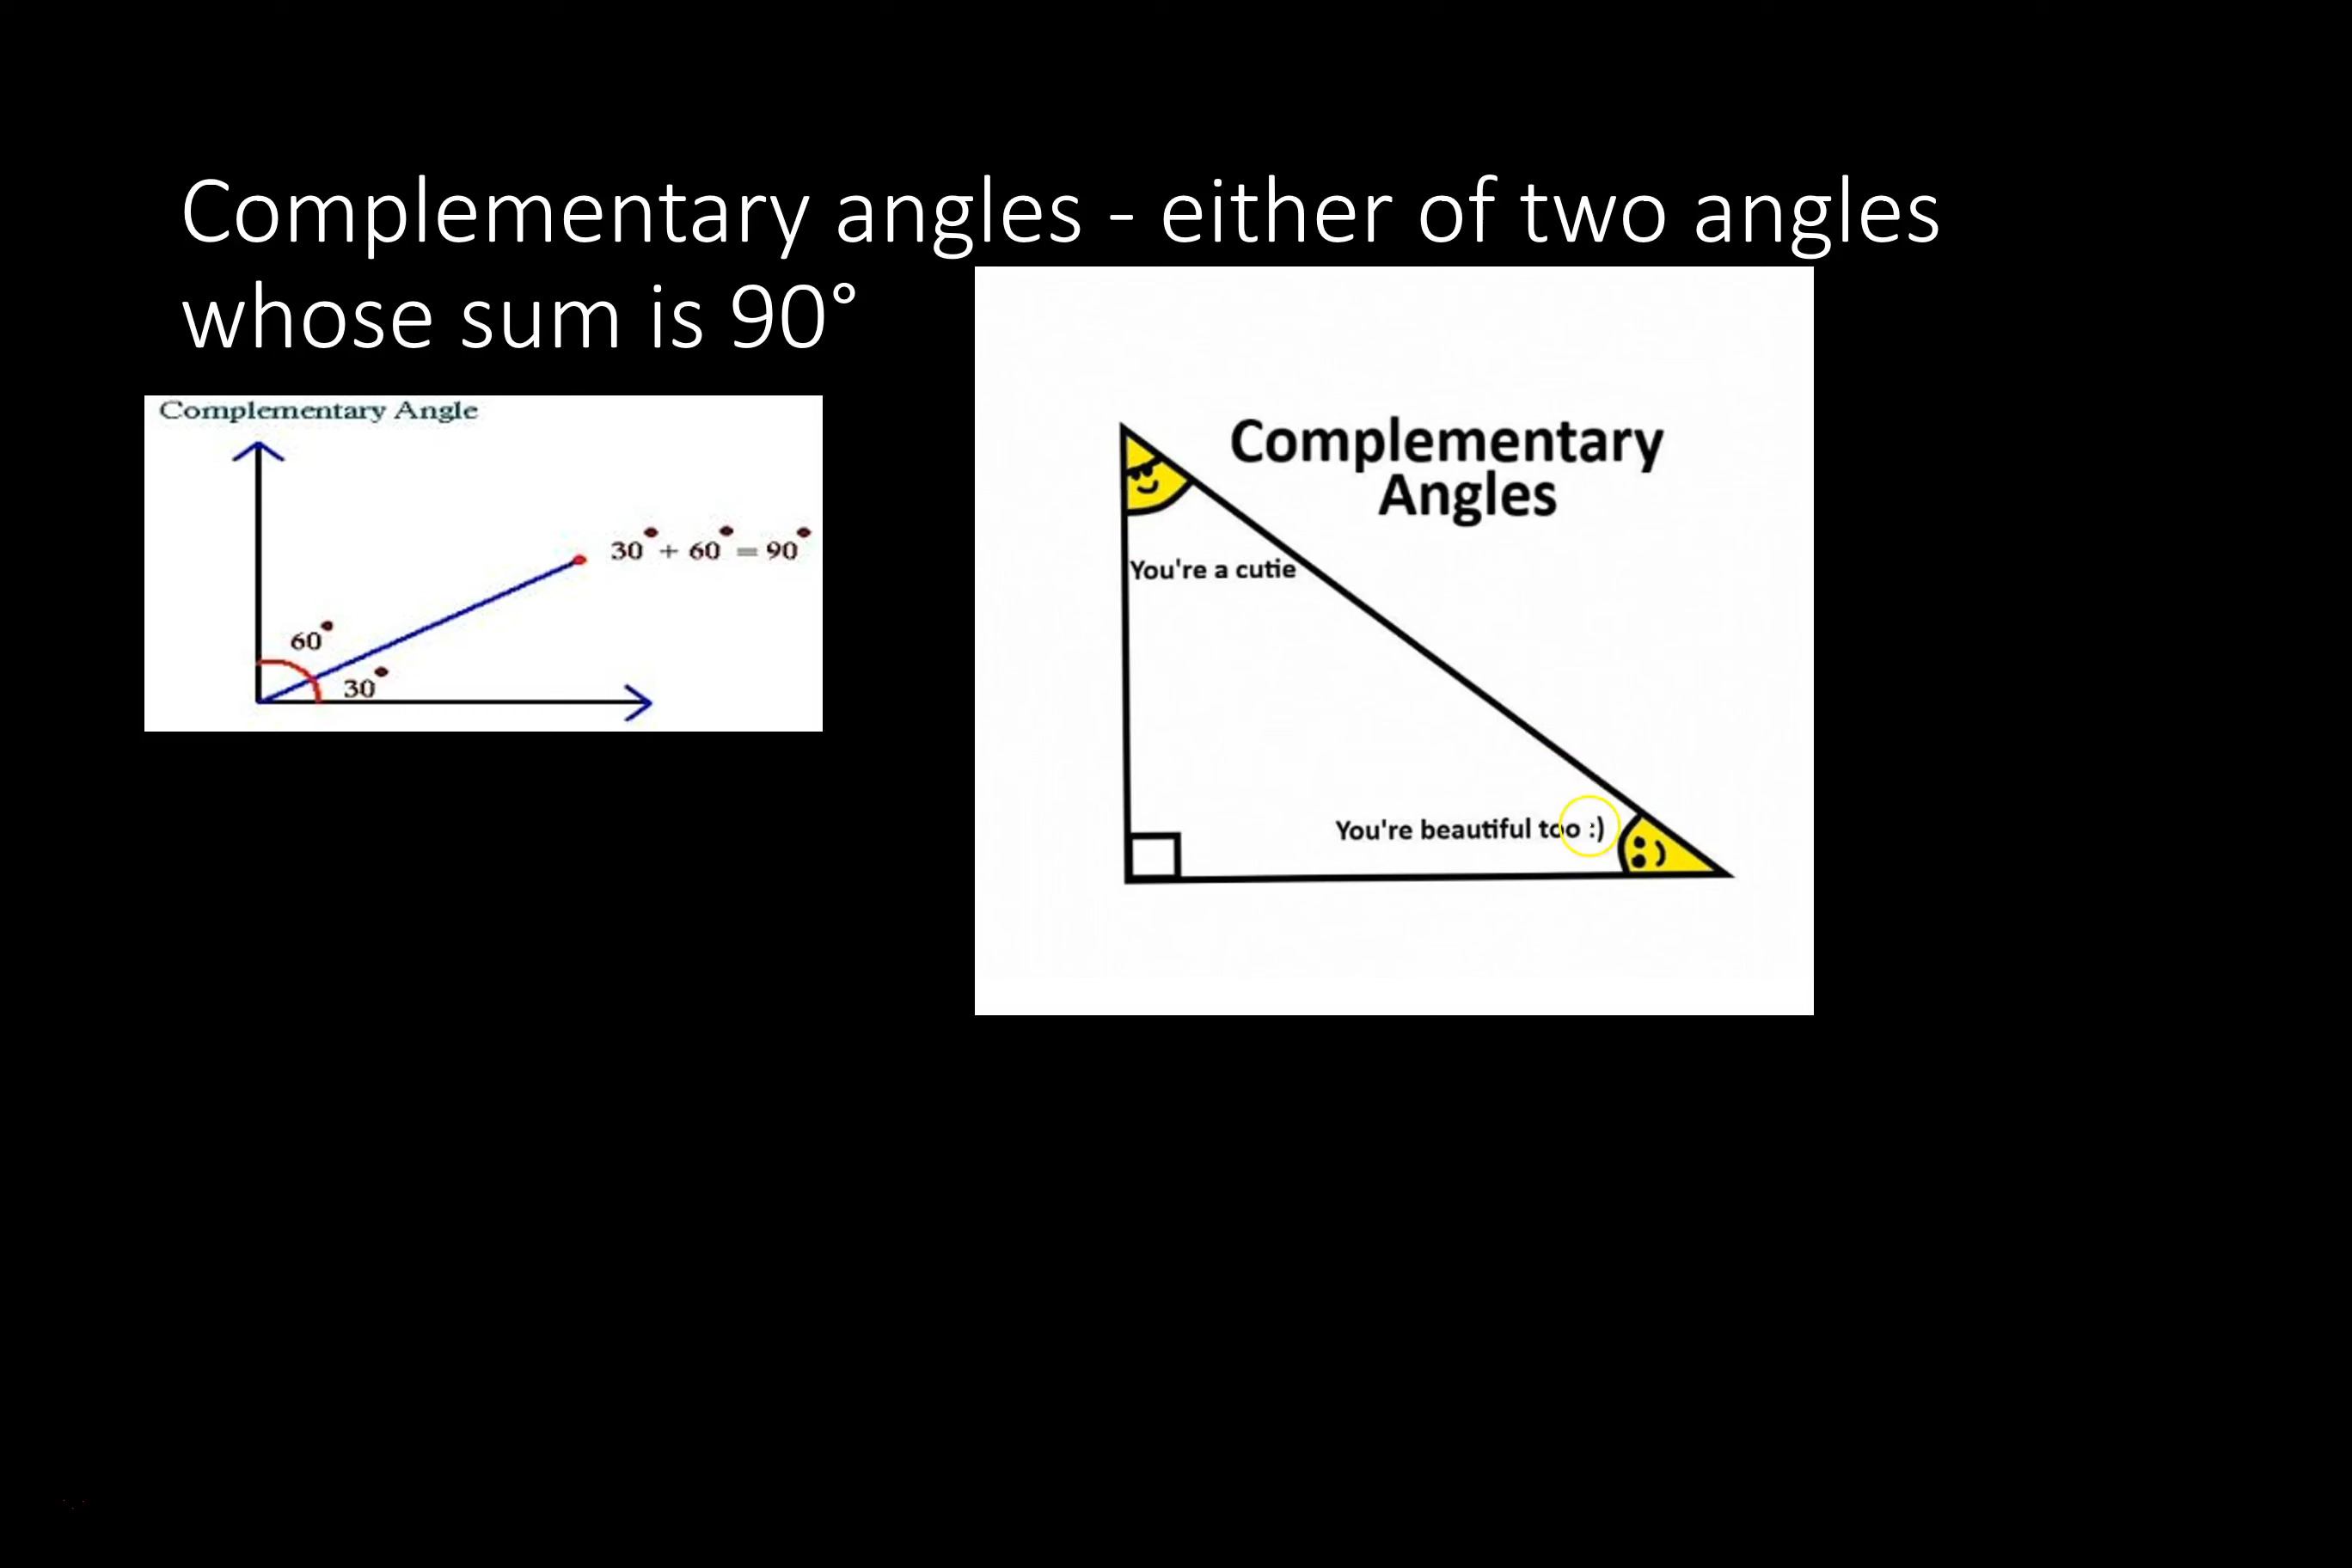 Complementary angles - either of two angles
whose sum is 90°
Complementary Angle
30° + 60° = 90°
60°
30°
Complementary
Angles
You're a cutie
You're beautiful too :)